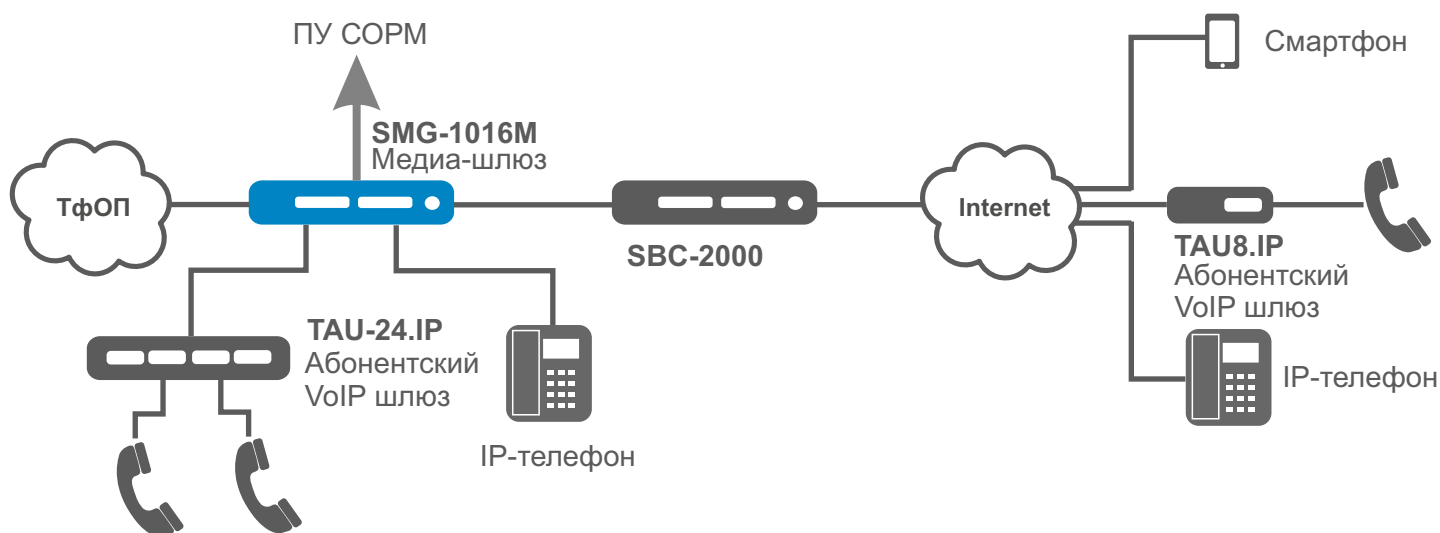 ПУ СОРМ
Смартфон
SMG-1016M
Медиа-шлюз
ТфОП
Internet
SBC-2000
TAU8.IP
Абонентский
VoIP шлюз
TAU-24.IP
Абонентский
VoIP шлюз
IP-телефон
IP-телефон